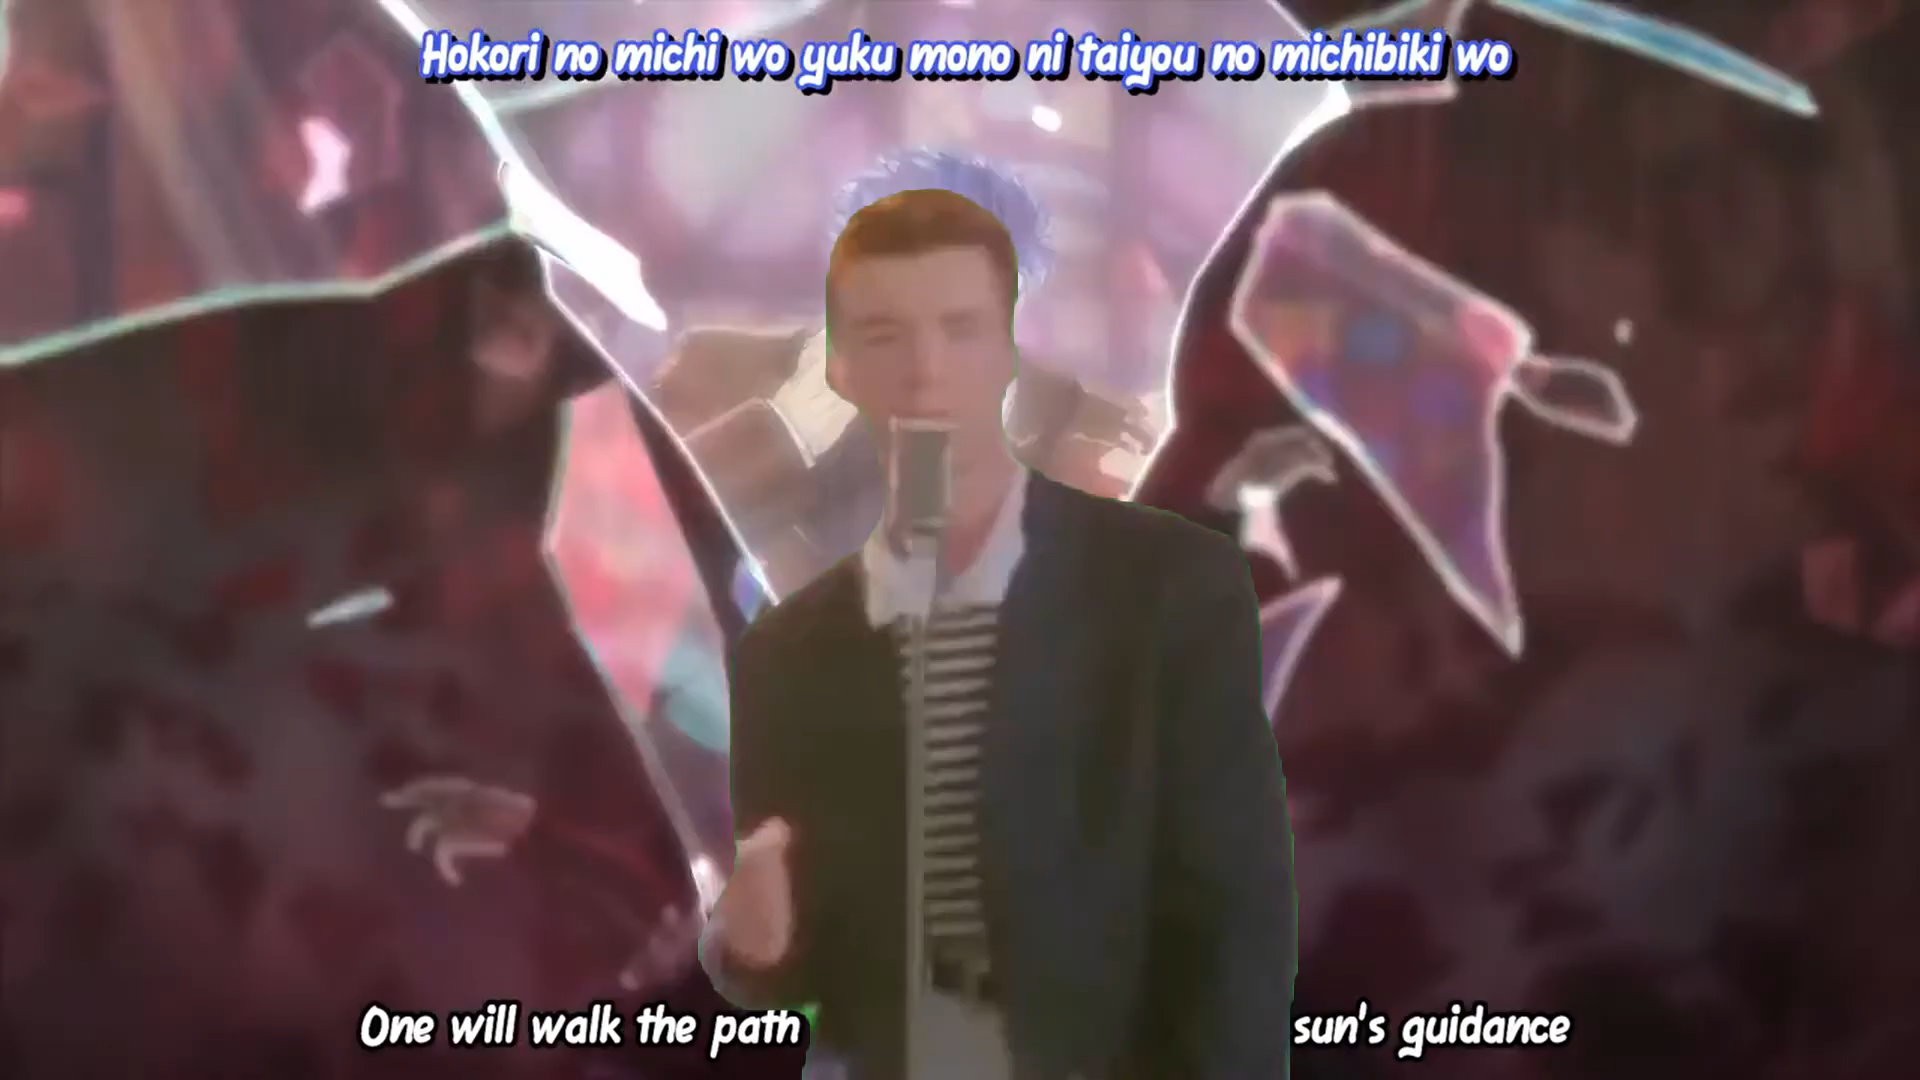 Hokori no michi wo yuku mono ni taiyou no michibiki wo
One will walk the path sun's guidance